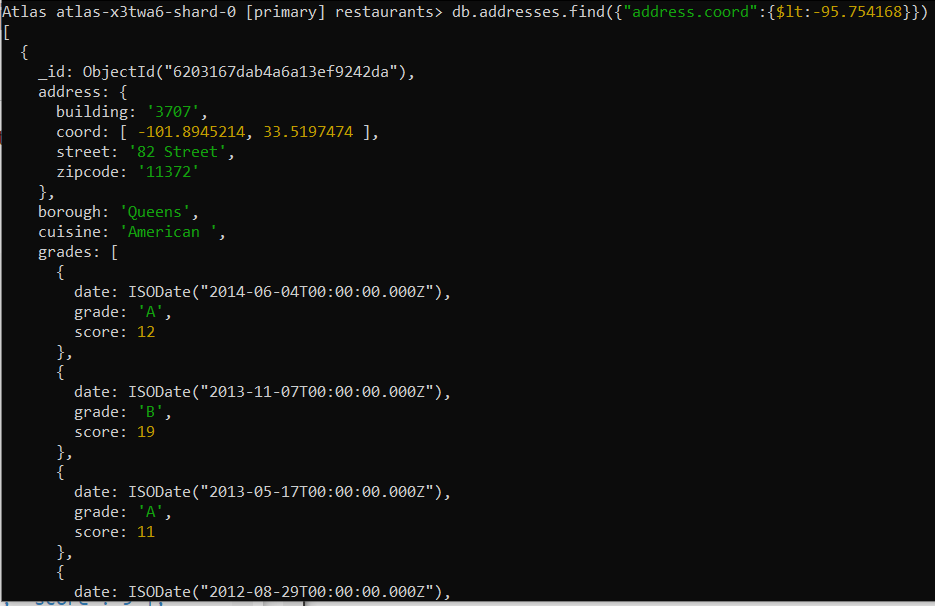 Atlas atlas-x3twa6-shard-0 [primary] restaurants> db.addresses.find({"address.coord":{$lt:-95.754168}})
[
  {
    _id: ObjectId("6203167dab4a6a13ef9242da"),
    address: {
      building: '3707',
      coord: [ -101.8945214, 33.5197474 ],
      street: '82 Street',
      zipcode: '11372'
    },
    borough: 'Queens',
    cuisine: 'American ',
    grades: [
      {
        date: ISODate("2014-06-04T00:00:00.000Z"),
        grade: 'A',
        score: 12
      },
      {
        date: ISODate("2013-11-07T00:00:00.000Z"),
        grade: 'B',
        score: 19
      },
      {
        date: ISODate("2013-05-17T00:00:00.000Z"),
        grade: 'A',
        score: 11
      },
      {
        date: ISODate("2012-08-29T00:00:00.000Z"),